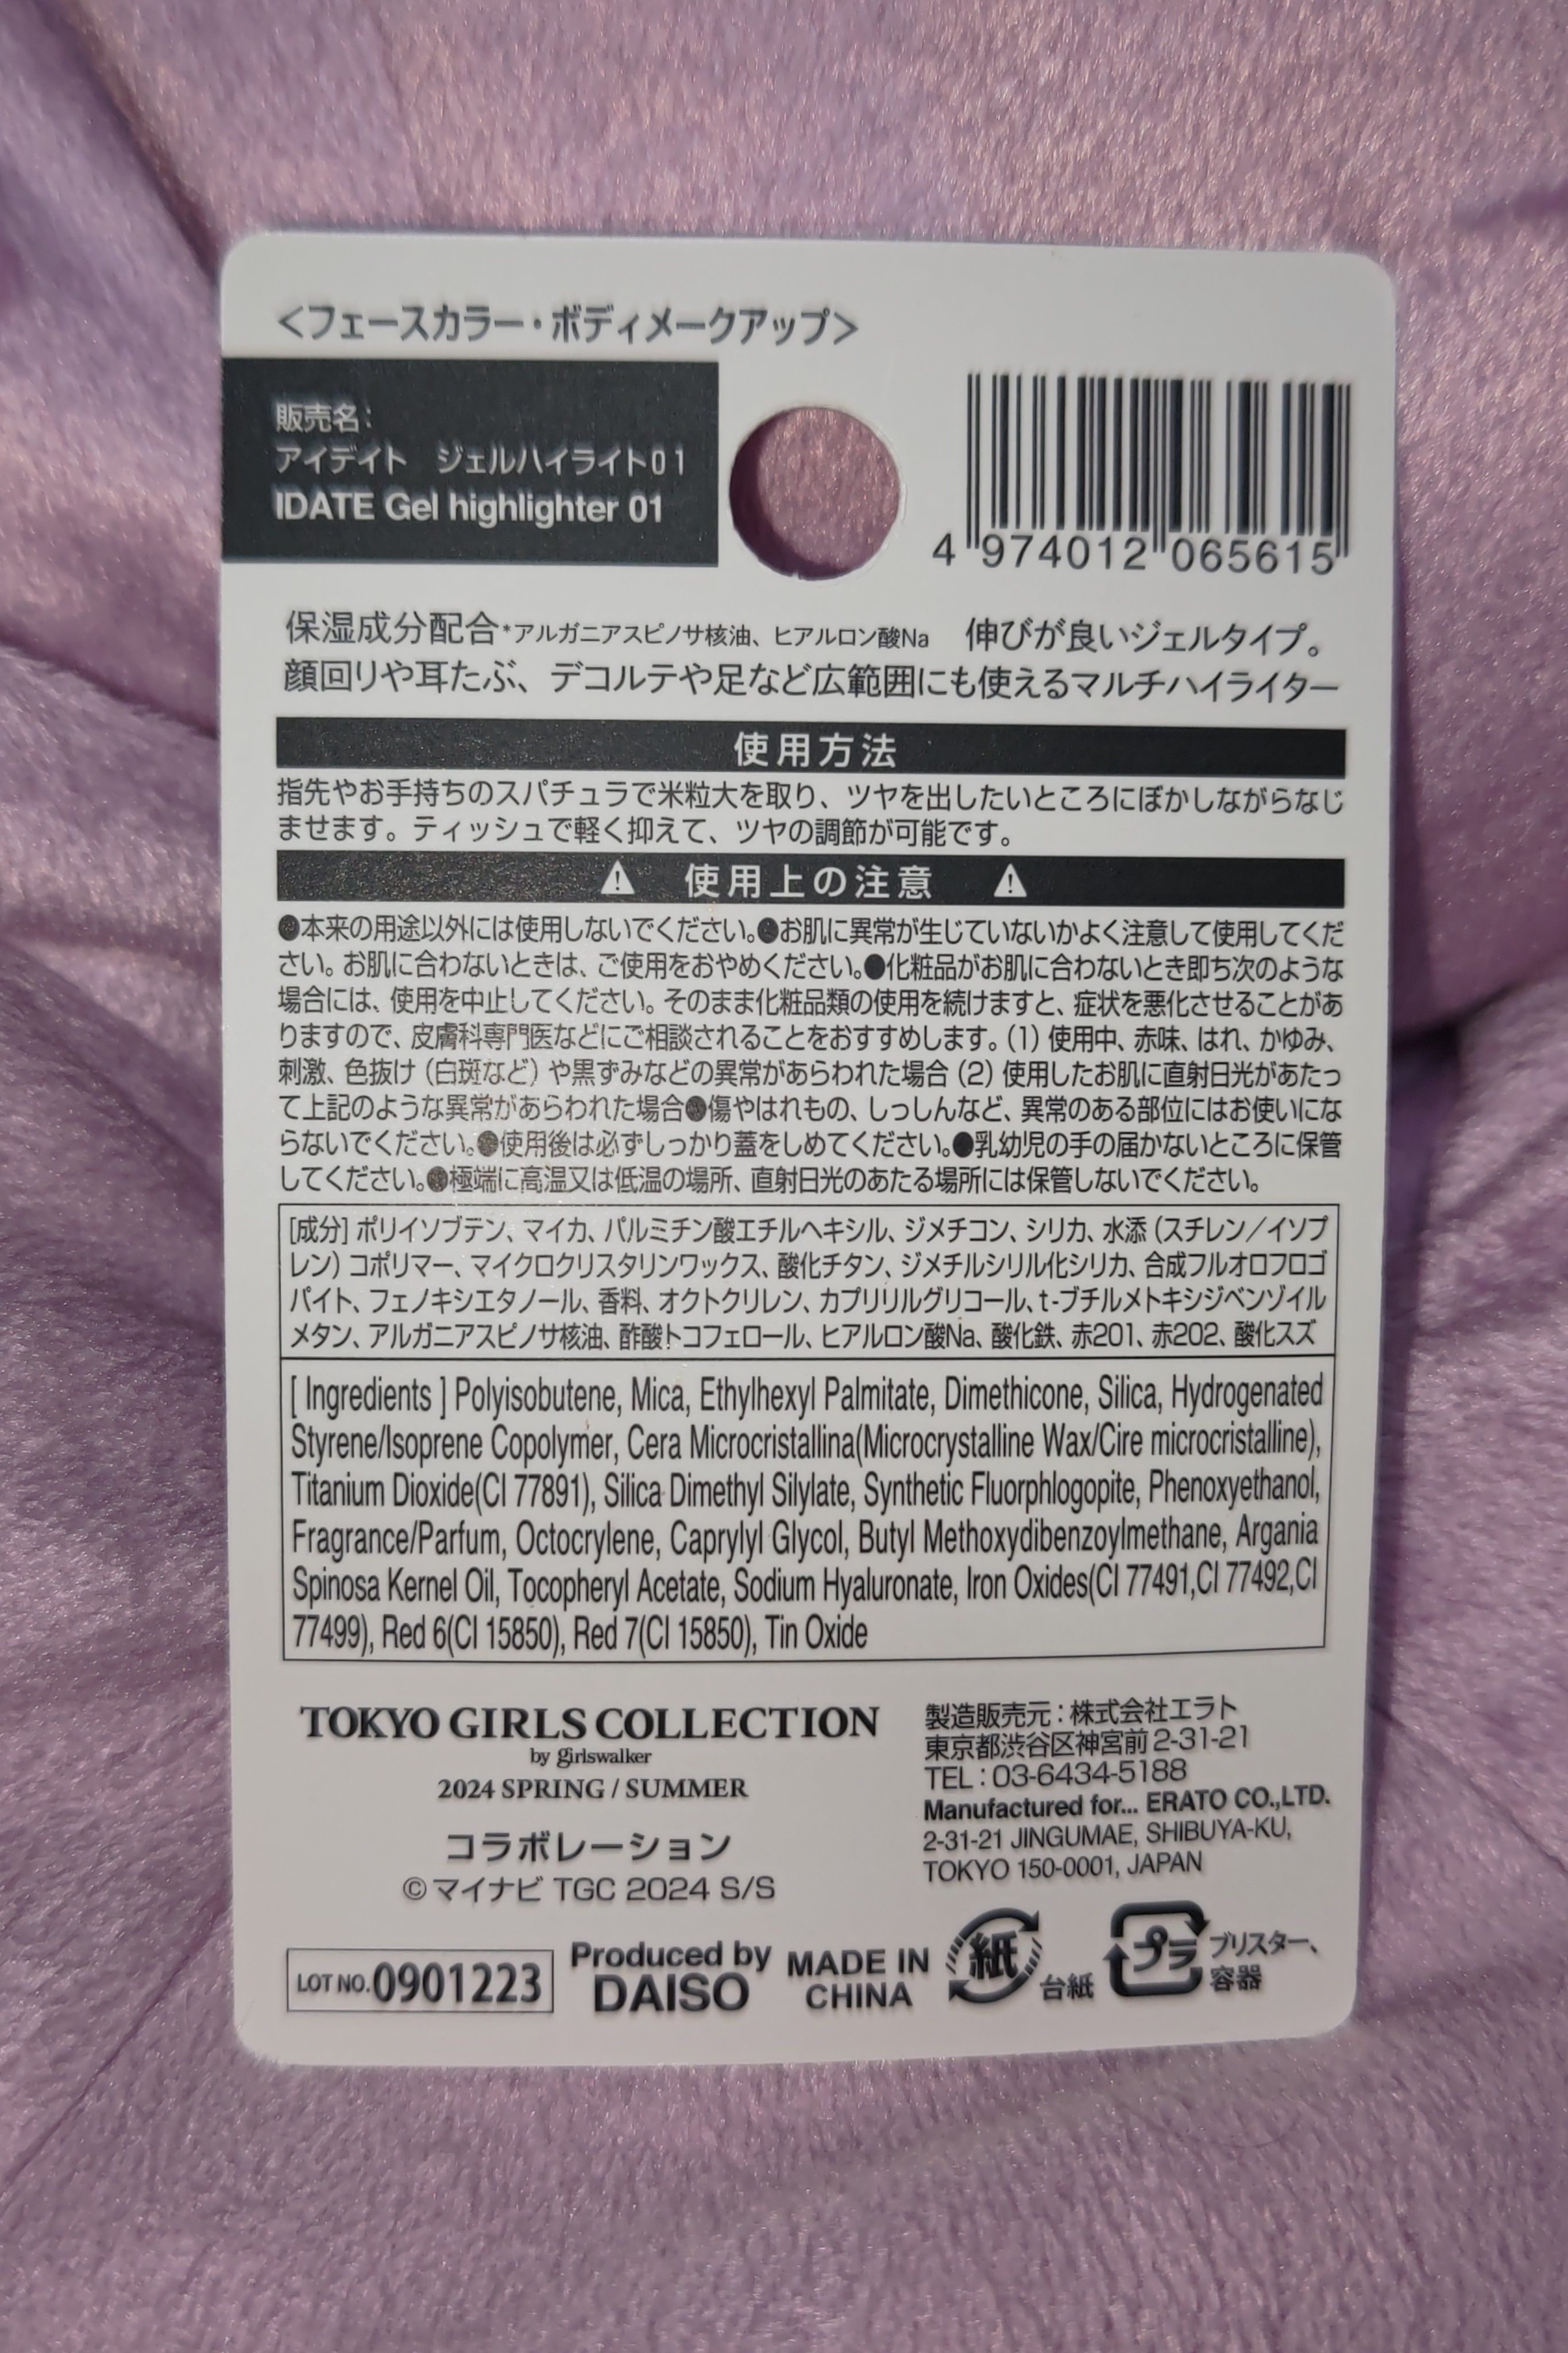 <フェースカラー・ボディメークアップ>
販売名：
アイデイト　ジェルハイライト01
IDATE Gel highlighter 01
4 974012 065615
保湿成分配合*アルガニアスピノサ核油、ヒアルロン酸Na　伸びが良いジェルタイプ。
顔回りや耳たぶ、デコルテや足など広範囲にも使えるマルチハイライター
使用方法
指先やお手持ちのスパチュラで米粒大を取り、ツヤを出したいところにぼかしながらなじ
ませます。ティッシュで軽く抑えて、ツヤの調節が可能です。
⚠　使用上の注意　⚠
●本来の用途以外には使用しないでください。●お肌に異常が生じていないかよく注意して使用してくだ
さい。お肌に合わないときは、ご使用をおやめください。●化粧品がお肌に合わないとき即ち次のような
場合には、使用を中止してください。そのまま化粧品類の使用を続けますと、症状を悪化させることがあ
りますので、皮膚科専門医などにご相談されることをおすすめします。(1) 使用中、赤味、はれ、かゆみ、
刺激、色抜け（白斑など）や黒ずみなどの異常があらわれた場合 (2) 使用したお肌に直射日光があたっ
て上記のような異常があらわれた場合●傷やはれもの、しっしんなど、異常のある部位にはお使いにな
らないでください。●使用後は必ずしっかり蓋をしめてください。●乳幼児の手の届かないところに保管
してください。●極端に高温又は低温の場所、直射日光のあたる場所には保管しないでください。
[成分] ポリイソブテン、マイカ、パルミチン酸エチルヘキシル、ジメチコン、シリカ、水添（スチレン／イソプ
レン）コポリマー、マイクロクリスタリンワックス、酸化チタン、ジメチルシリル化シリカ、合成フルオロフロゴ
パイト、フェノキシエタノール、香料、オクトクリレン、カプリリルグリコール、t-ブチルメトキシジベンゾイル
メタン、アルガニアスピノサ核油、酢酸トコフェロール、ヒアルロン酸Na、酸化鉄、赤201、赤202、酸化スズ
[ Ingredients ] Polyisobutene, Mica, Ethylhexyl Palmitate, Dimethicone, Silica, Hydrogenated
Styrene/Isoprene Copolymer, Cera Microcristallina(Microcrystalline Wax/Cire microcristalline),
Titanium Dioxide(CI 77891), Silica Dimethyl Silylate, Synthetic Fluorphlogopite, Phenoxyethanol,
Fragrance/Parfum, Octocrylene, Caprylyl Glycol, Butyl Methoxydibenzoylmethane, Argania
Spinosa Kernel Oil, Tocopheryl Acetate, Sodium Hyaluronate, Iron Oxides(CI 77491,CI 77492,CI
77499), Red 6(CI 15850), Red 7(CI 15850), Tin Oxide
TOKYO GIRLS COLLECTION
by girlswalker
2024 SPRING / SUMMER
コラボレーション
©マイナビ TGC 2024 S/S
製造販売元：株式会社エラト
東京都渋谷区神宮前 2-31-21
TEL：03-6434-5188
Manufactured for... ERATO CO.,LTD.
2-31-21 JINGUMAE, SHIBUYA-KU,
TOKYO 150-0001, JAPAN
LOT NO.0901223
Produced by
DAISO
MADE IN
CHINA
紙
台紙
プラ
ブリスター、
容器